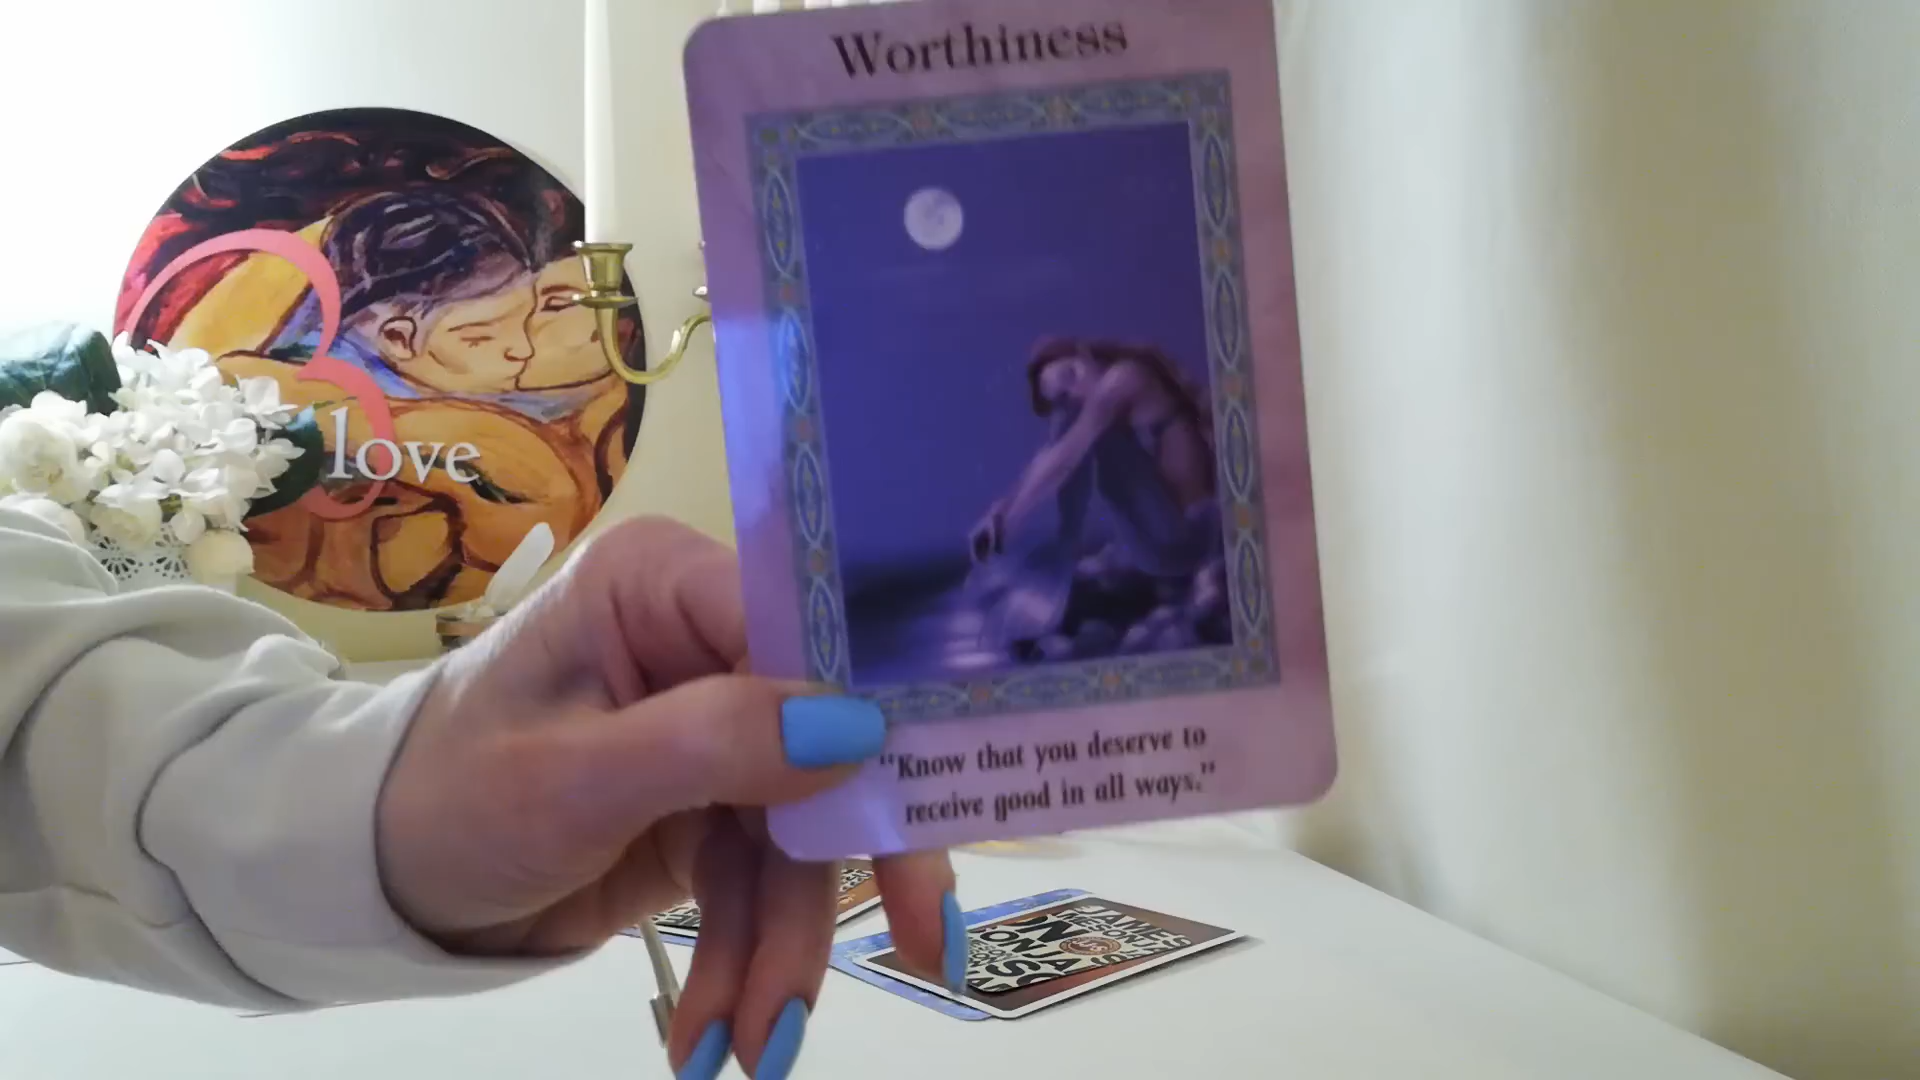 Worthiness
love
"Know that you deserve to
receive good in all ways."